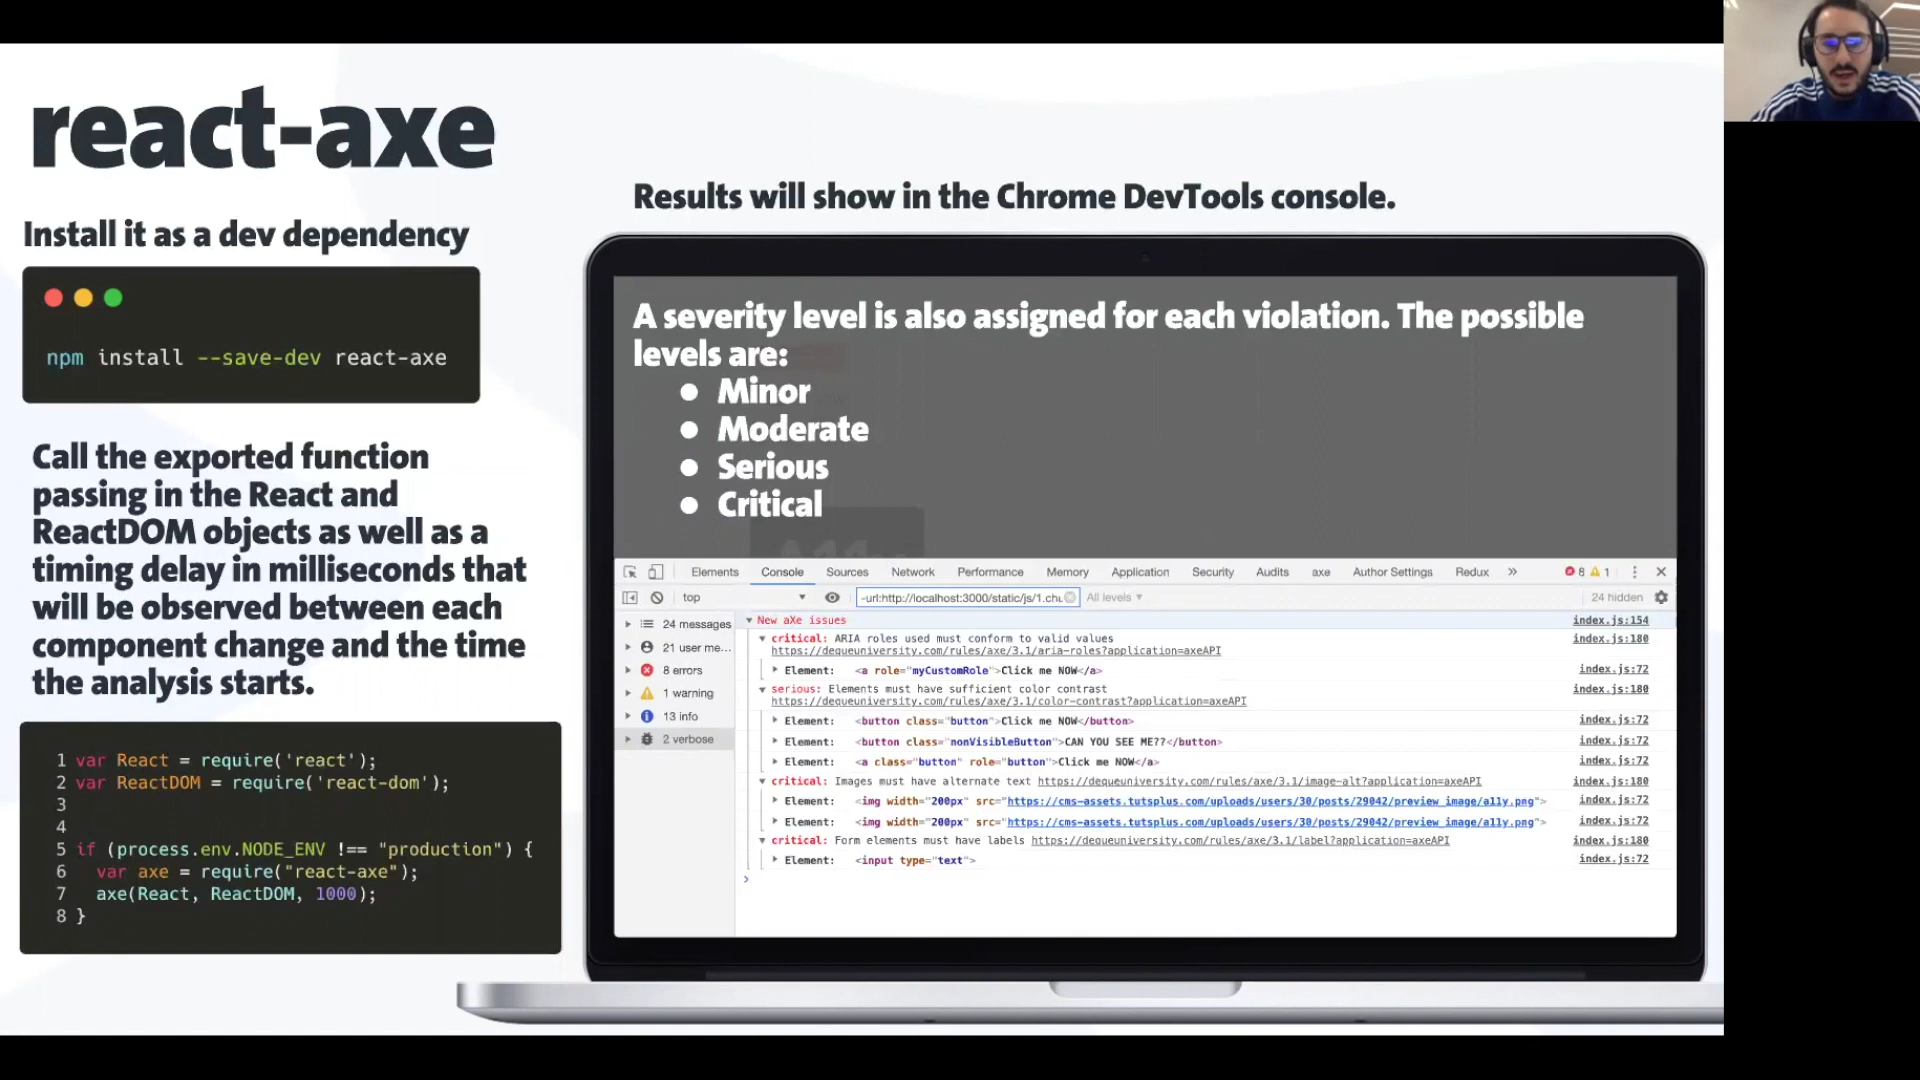 react-axe
Install it as a dev dependency
npm install --save-dev react-axe
Call the exported function
passing in the React and
ReactDOM objects as well as a
timing delay in milliseconds that
will be observed between each
component change and the time
the analysis starts.
1 var React = require('react');
2 var ReactDOM = require('react-dom');
3
4
5 if (process.env.NODE_ENV !== "production") {
6 var axe = require("react-axe");
7 axe(React, ReactDOM, 1000);
8 }
Results will show in the Chrome DevTools console.
A severity level is also assigned for each violation. The possible
levels are:
● Minor
● Moderate
● Serious
● Critical
Elements Console Sources Network Performance Memory Application Security Audits axe Author Settings Redux » 8 1
top -url:http://localhost:3000/static/js/1.chu All levels 24 hidden
24 messages
21 user me...
8 errors
1 warning
13 info
2 verbose
New aXe issues index.js:154
critical: ARIA roles used must conform to valid values index.js:180
https://dequeuniversity.com/rules/axe/3.1/aria-roles?application=axeAPI
Element: <a role="myCustomRole">Click me NOW</a> index.js:72
serious: Elements must have sufficient color contrast index.js:180
https://dequeuniversity.com/rules/axe/3.1/color-contrast?application=axeAPI
Element: <button class="button">Click me NOW</button> index.js:72
Element: <button class="nonVisibleButton">CAN YOU SEE ME??</button> index.js:72
Element: <a class="button" role="button">Click me NOW</a> index.js:72
critical: Images must have alternate text https://dequeuniversity.com/rules/axe/3.1/image-alt?application=axeAPI index.js:180
Element: <img width="200px" src="https://cms-assets.tutsplus.com/uploads/users/30/posts/29042/preview_image/a11y.png"> index.js:72
Element: <img width="200px" src="https://cms-assets.tutsplus.com/uploads/users/30/posts/29042/preview_image/a11y.png"> index.js:72
critical: Form elements must have labels https://dequeuniversity.com/rules/axe/3.1/label?application=axeAPI index.js:180
Element: <input type="text"> index.js:72